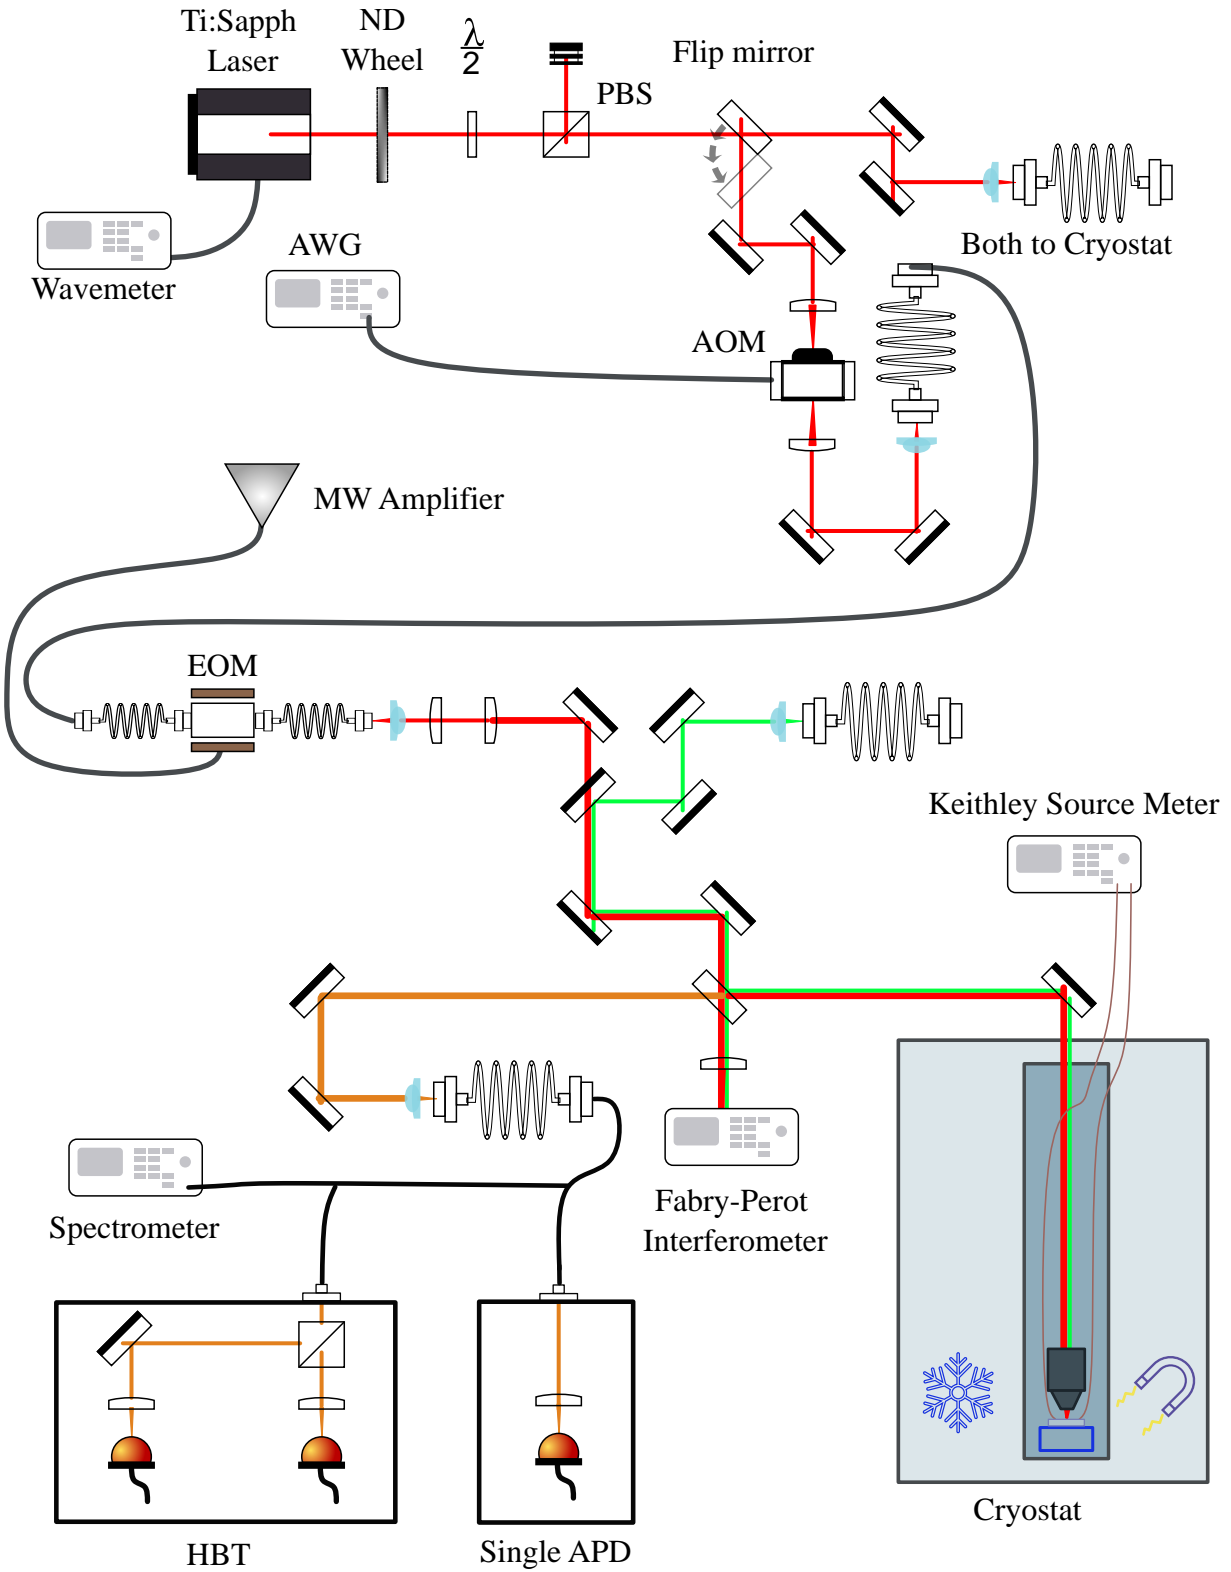 Ti:Sapph
Laser
ND
Wheel
λ
2
PBS
Flip mirror
Both to Cryostat
Wavemeter
AWG
AOM
MW Amplifier
EOM
Keithley Source Meter
Spectrometer
Fabry-Perot
Interferometer
Cryostat
HBT
Single APD